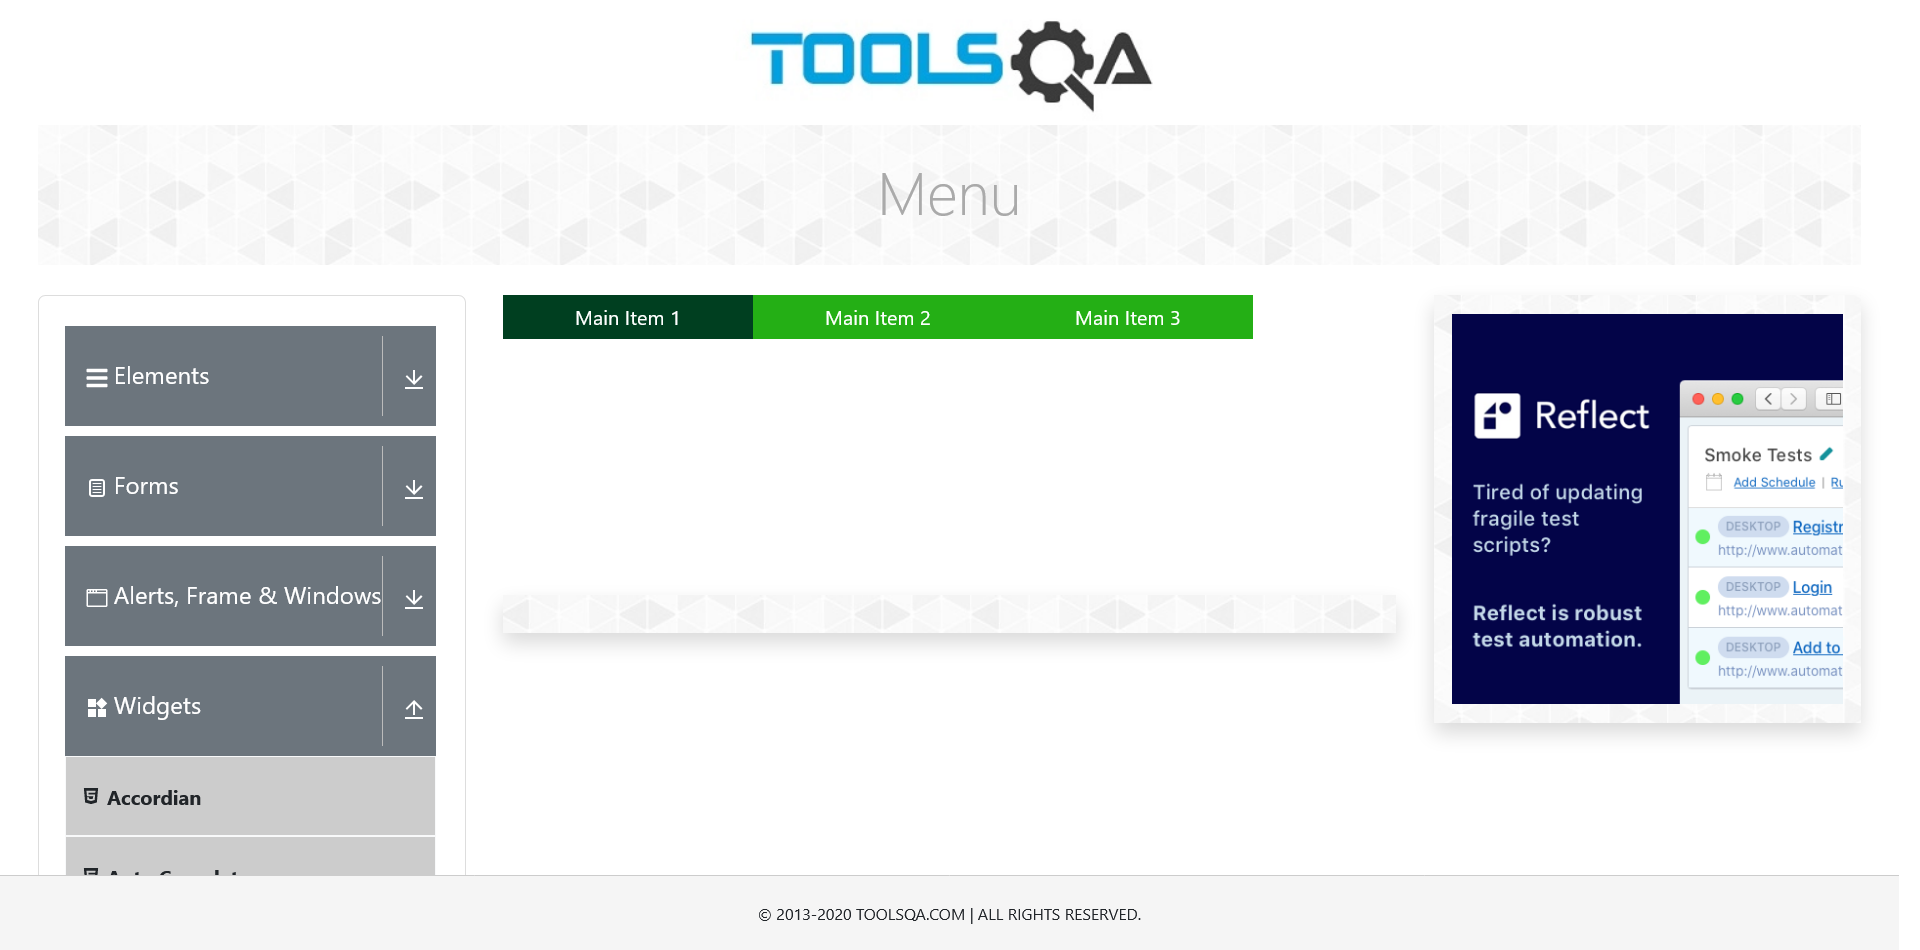 TOOLSQA
Menu
Elements
Forms
Alerts, Frame & Windows
Widgets
Accordian
Main Item 1 Main Item 2 Main Item 3
Reflect
Tired of updating
fragile test
scripts?
Reflect is robust
test automation.
Smoke Tests
Add Schedule | Ru
DESKTOP Registr
http://www.automat
DESKTOP Login
http://www.automat
DESKTOP Add to
http://www.automat
© 2013-2020 TOOLSQA.COM | ALL RIGHTS RESERVED.